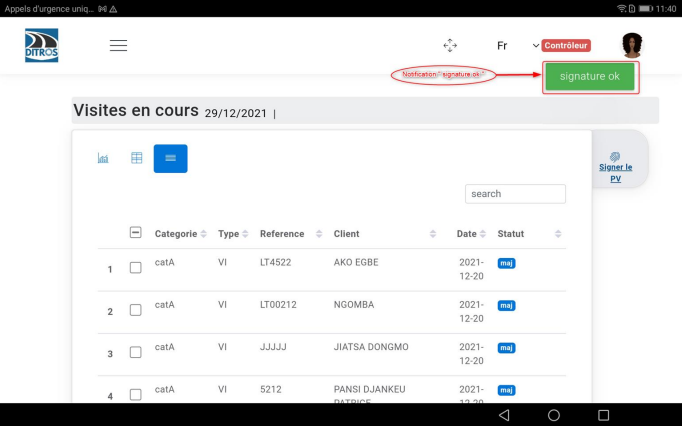 Appels d'urgence uniq... 11:40
DITROS
Fr Contrôleur
Notification " signature ok "
signature ok
Visites en cours 29/12/2021 |
Signer le
PV
search
Categorie Type Reference Client Date Statut
1 catA VI LT4522 AKO EGBE 2021-
12-20 maj
2 catA VI LT00212 NGOMBA 2021-
12-20 maj
3 catA VI JJJJJ JIATSA DONGMO 2021-
12-20 maj
4 catA VI 5212 PANSI DJANKEU 2021- maj
PATRICE 12-20